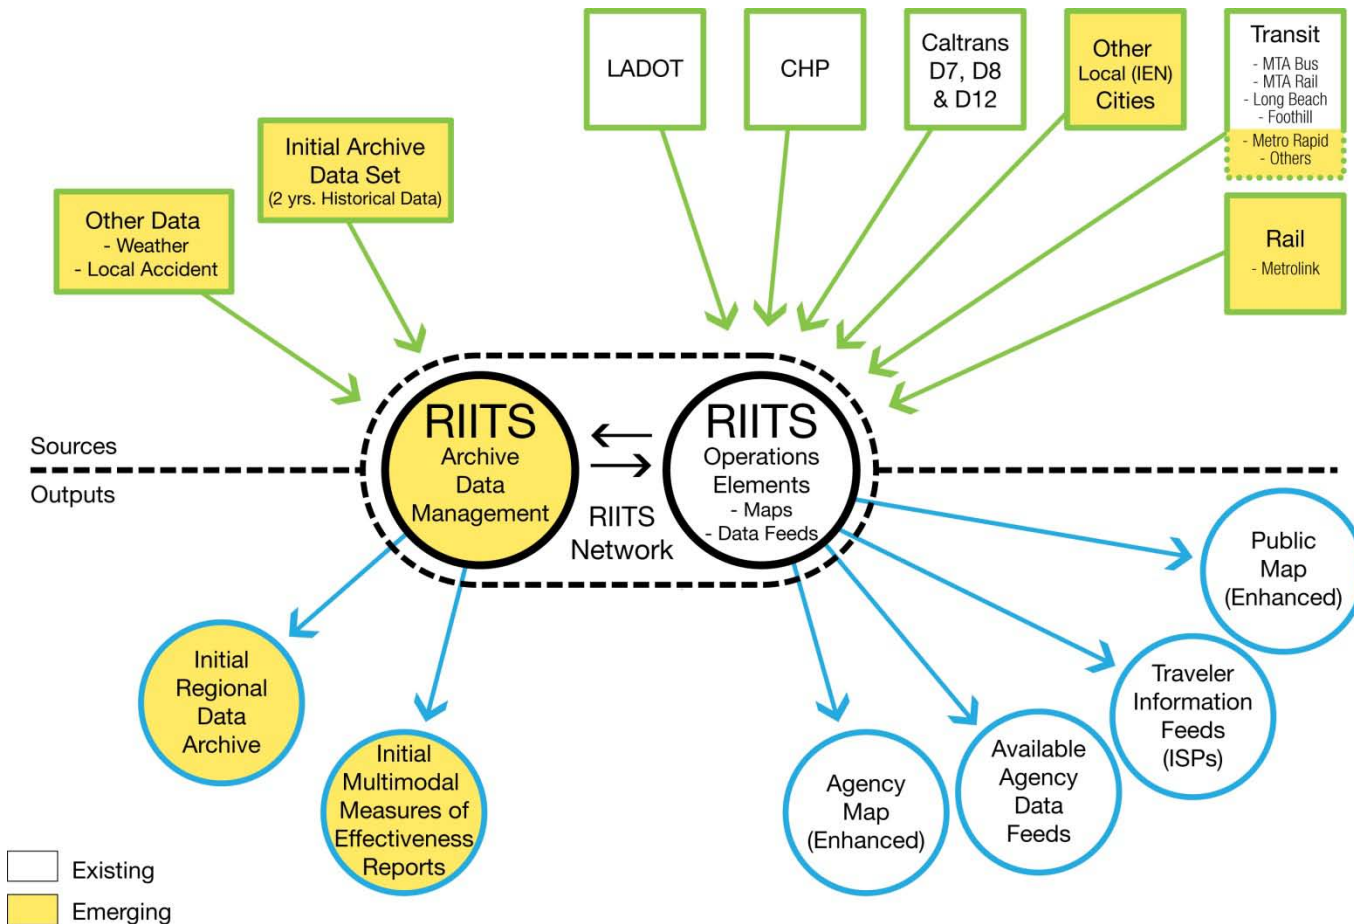 LADOT
CHP
Caltrans
D7, D8
& D12
Other
Local (IEN)
Cities
Transit
- MTA Bus
- MTA Rail
- Long Beach
- Foothill
- Metro Rapid
- Others
Initial Archive
Data Set
(2 yrs. Historical Data)
Other Data
- Weather
- Local Accident
Rail
- Metrolink
Sources
Outputs
RIITS
Archive
Data
Management
RIITS
Network
RIITS
Operations
Elements
- Maps
- Data Feeds
Public
Map
(Enhanced)
Initial
Regional
Data
Archive
Traveler
Information
Feeds
(ISPs)
Initial
Multimodal
Measures of
Effectiveness
Reports
Agency
Map
(Enhanced)
Available
Agency
Data
Feeds
Existing
Emerging